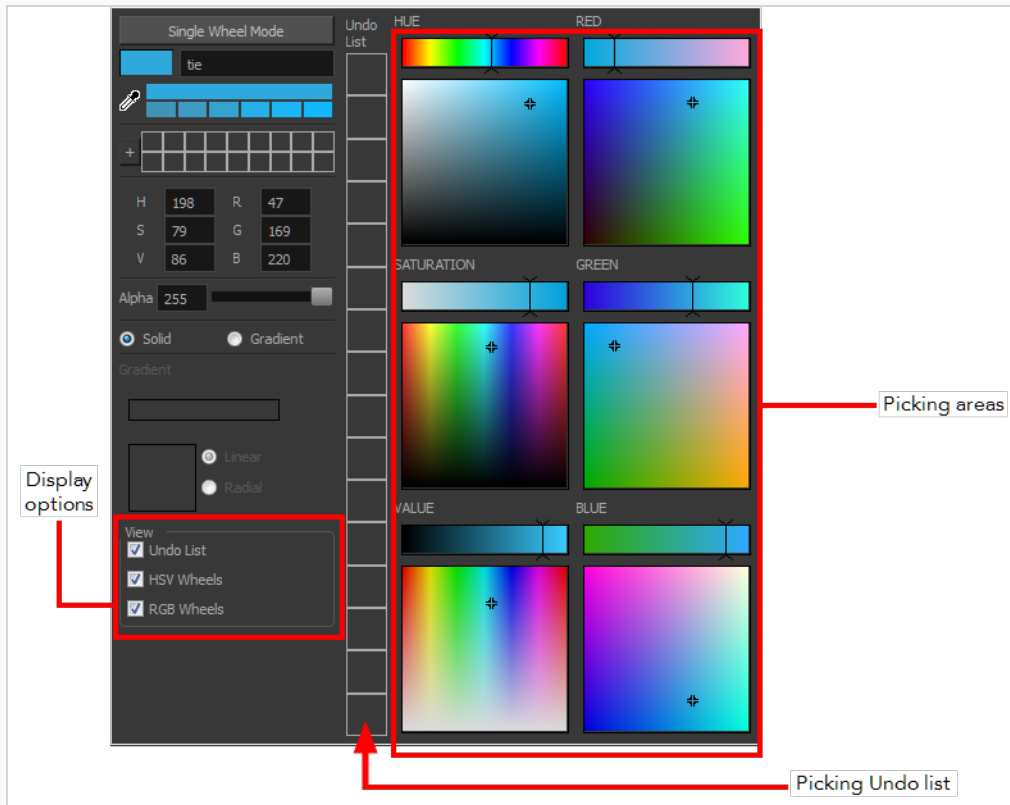 Single Wheel Mode
tie
+
H 198 R 47
S 79 G 169
V 86 B 220
Alpha 255
Solid Gradient
Gradient
Linear
Radial
View
Undo List
HSV Wheels
RGB Wheels
Display
options
Undo
List
HUE RED
SATURATION GREEN
VALUE BLUE
Picking areas
Picking Undo list